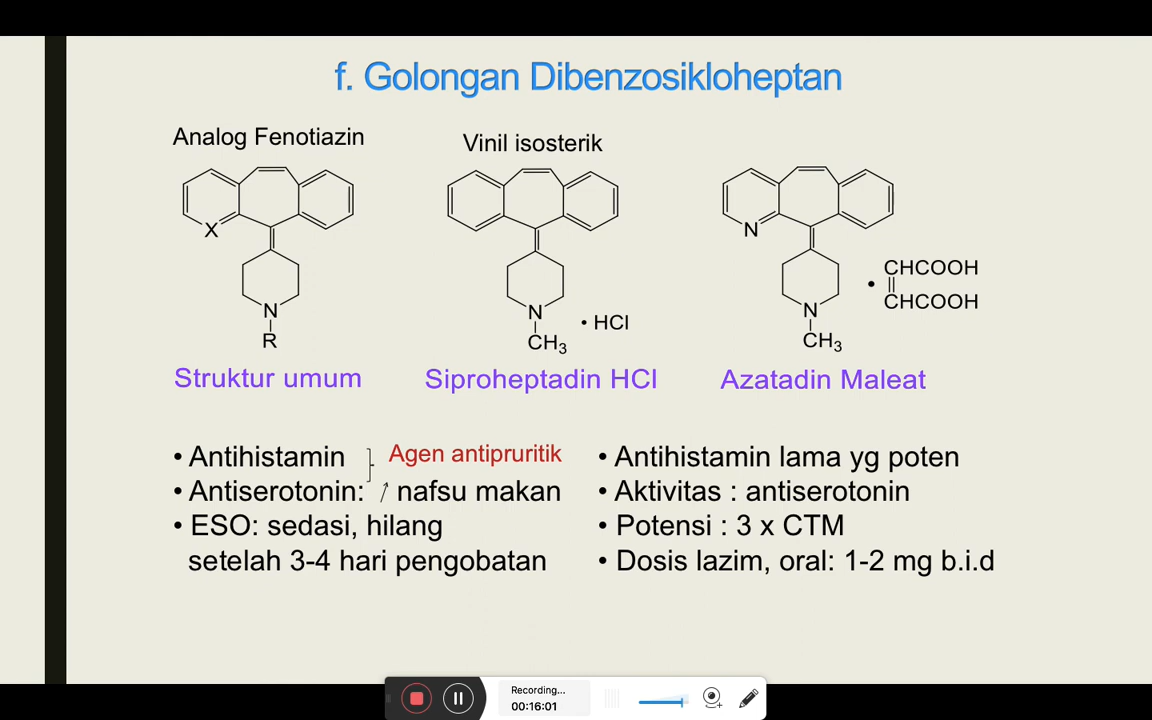 f. Golongan Dibenzosikloheptan
Analog Fenotiazin
Vinil isosterik
X
N
R
N
CH3
• HCl
N
N
CH3
• CHCOOH
CHCOOH
Struktur umum
Siproheptadin HCl
Azatadin Maleat
• Antihistamin
Agen antipruritik
• Antiserotonin: ↗ nafsu makan
• ESO: sedasi, hilang
setelah 3-4 hari pengobatan
• Antihistamin lama yg poten
• Aktivitas : antiserotonin
• Potensi : 3 x CTM
• Dosis lazim, oral: 1-2 mg b.i.d
Recording...
00:16:01